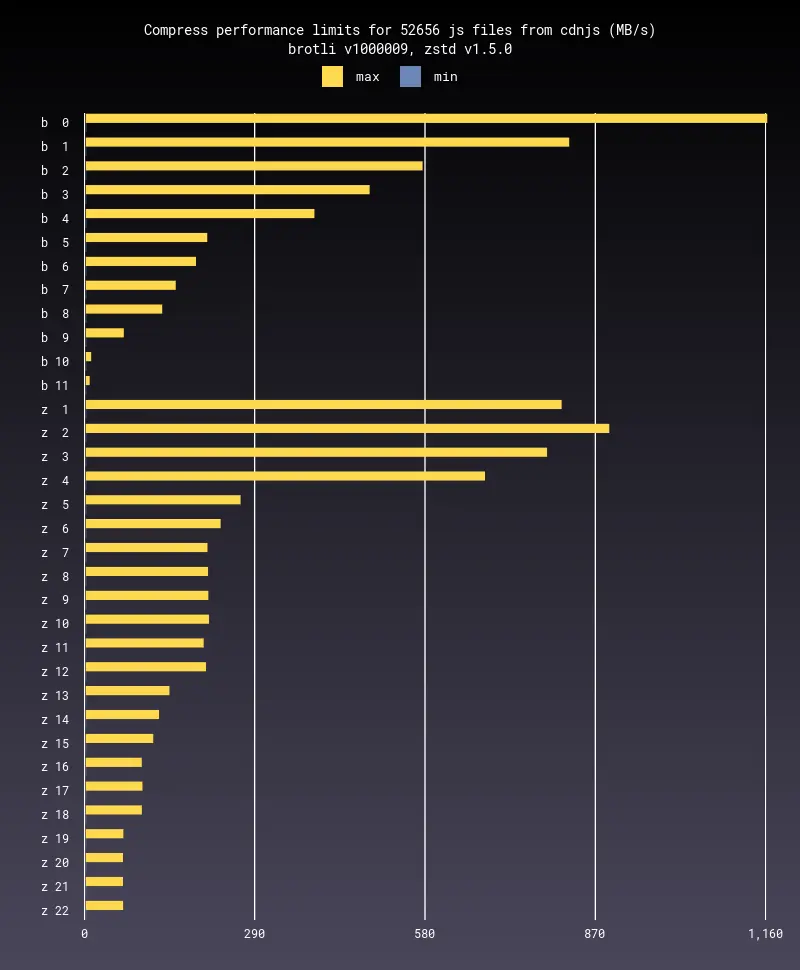 Compress performance limits for 52656 js files from cdnjs (MB/s)
brotli v1000009, zstd v1.5.0
max min
b 0
b 1
b 2
b 3
b 4
b 5
b 6
b 7
b 8
b 9
b 10
b 11
z 1
z 2
z 3
z 4
z 5
z 6
z 7
z 8
z 9
z 10
z 11
z 12
z 13
z 14
z 15
z 16
z 17
z 18
z 19
z 20
z 21
z 22
0 290 580 870 1,160